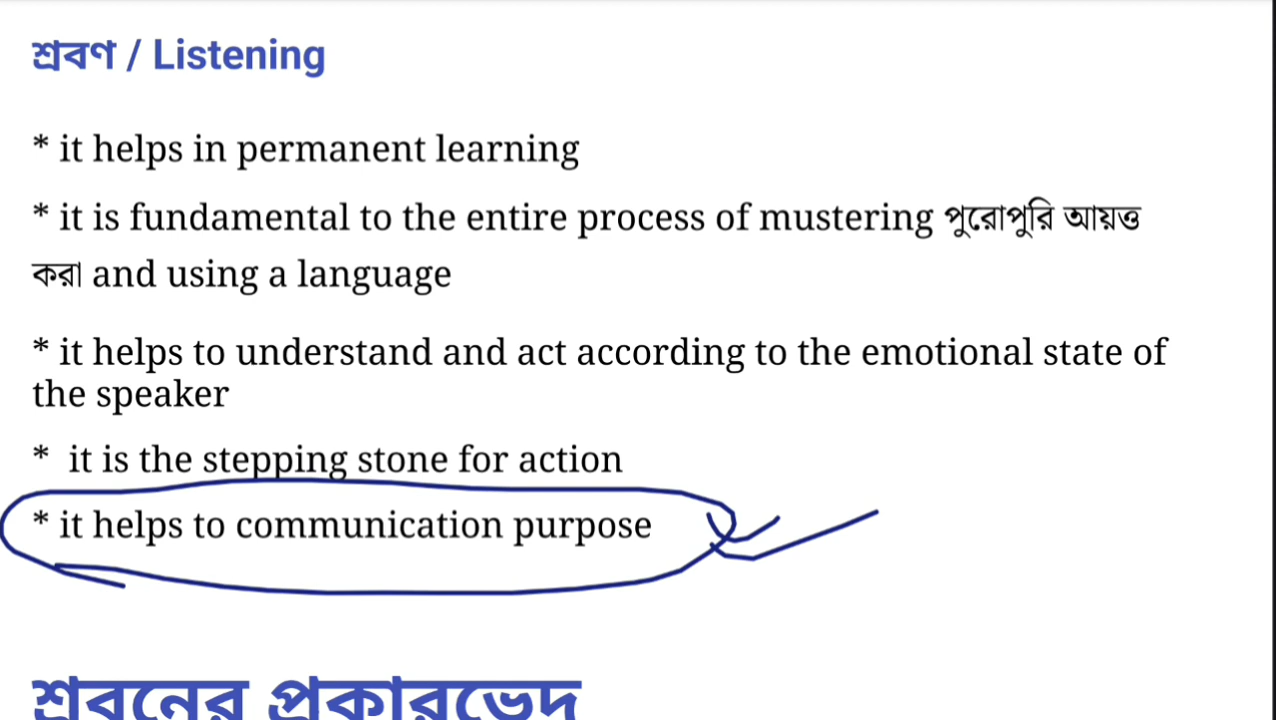 শ্রবণ / Listening
* it helps in permanent learning
* it is fundamental to the entire process of mustering পুরোপুরি আয়ত্ত
করা and using a language
* it helps to understand and act according to the emotional state of
the speaker
* it is the stepping stone for action
* it helps to communication purpose
শ্রবনের প্রকারভেদ